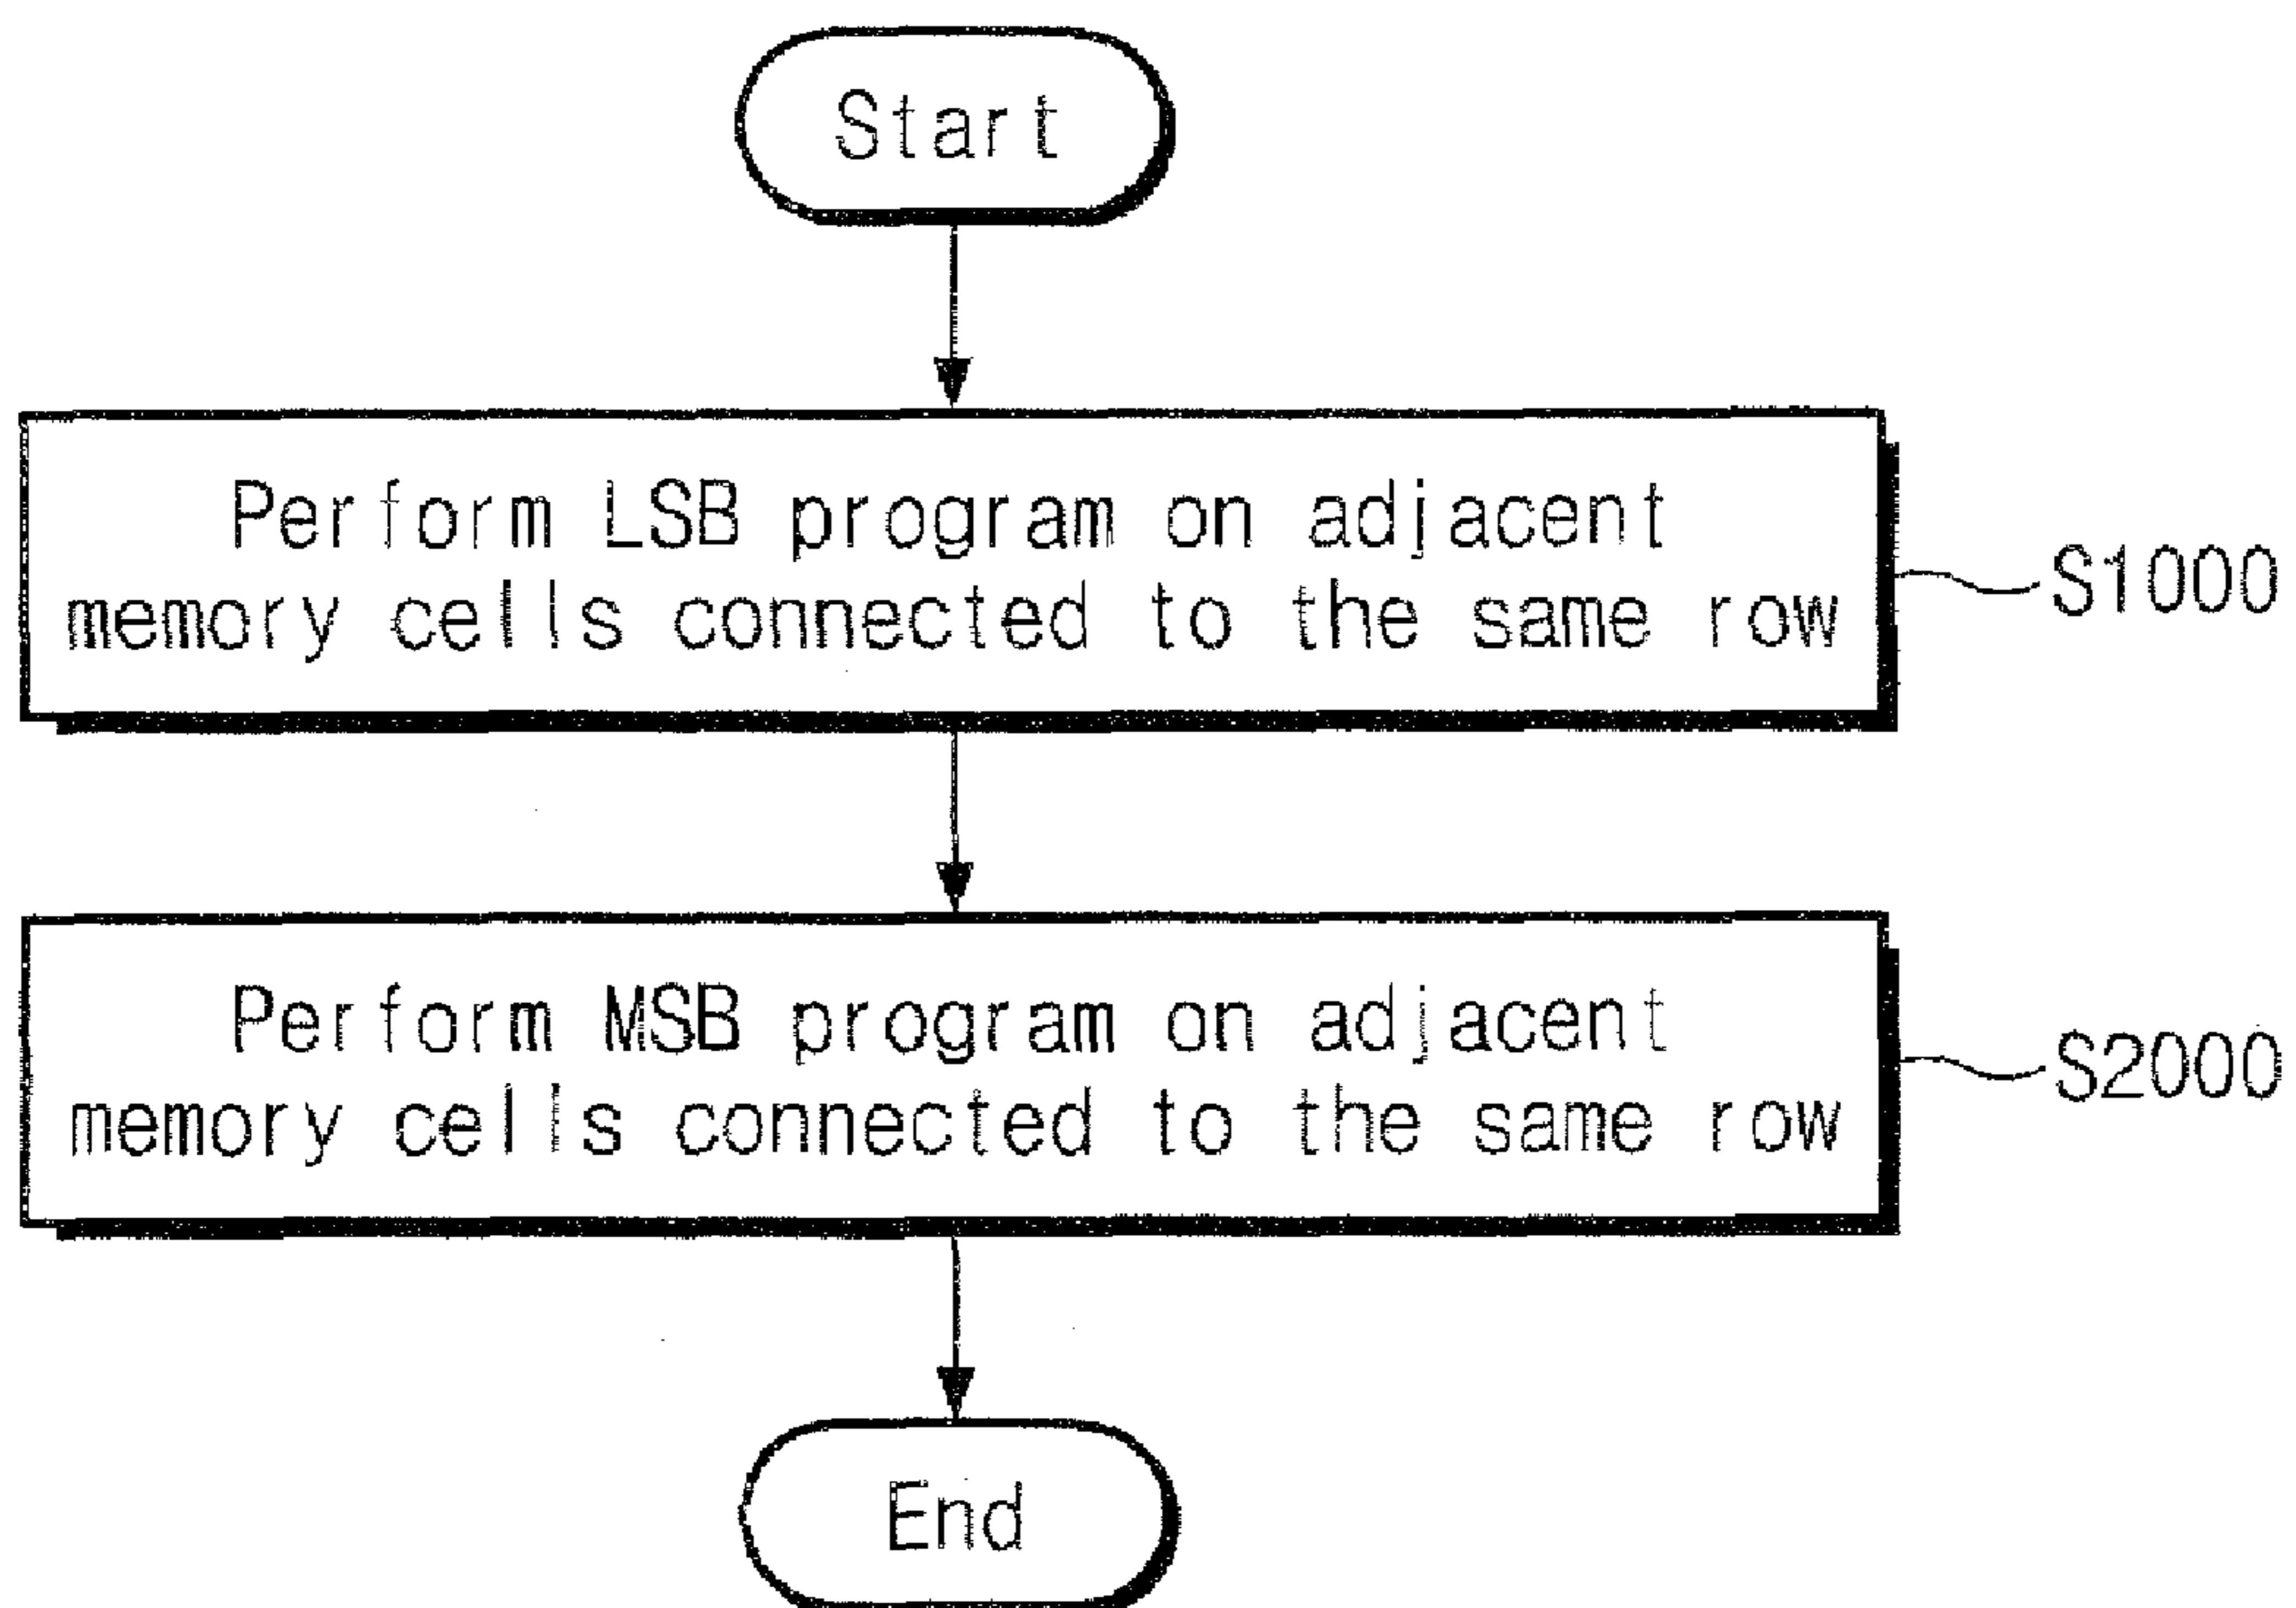 Start
Perform LSB program on adjacent
memory cells connected to the same row
S1000
Perform MSB program on adjacent
memory cells connected to the same row
S2000
End